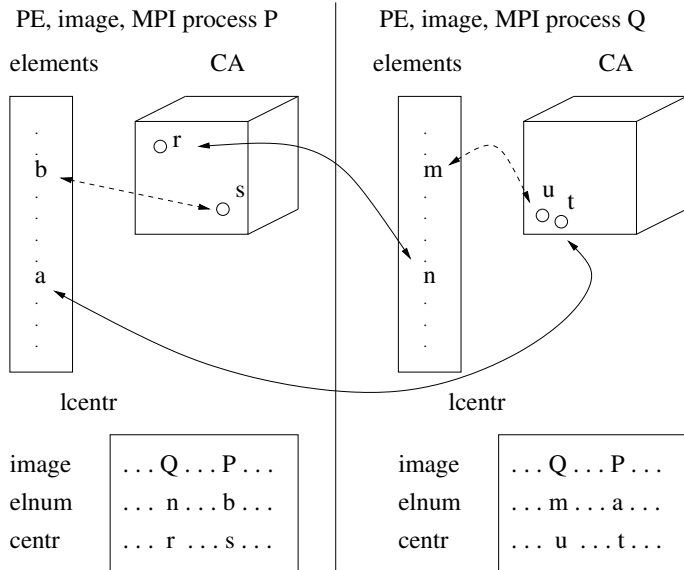 PE, image, MPI process P
elements CA
.
.
b
.
.
.
.
a
.
.
.
.
r
s
lcentr
image . . . Q . . . P . . .
elnum . . . n . . . b . . .
centr . . . r . . . s . . .
PE, image, MPI process Q
elements CA
.
.
m
.
.
.
.
n
.
.
.
.
u
t
lcentr
image . . . Q . . . P . . .
elnum . . . m . . . a . . .
centr . . . u . . . t . . .